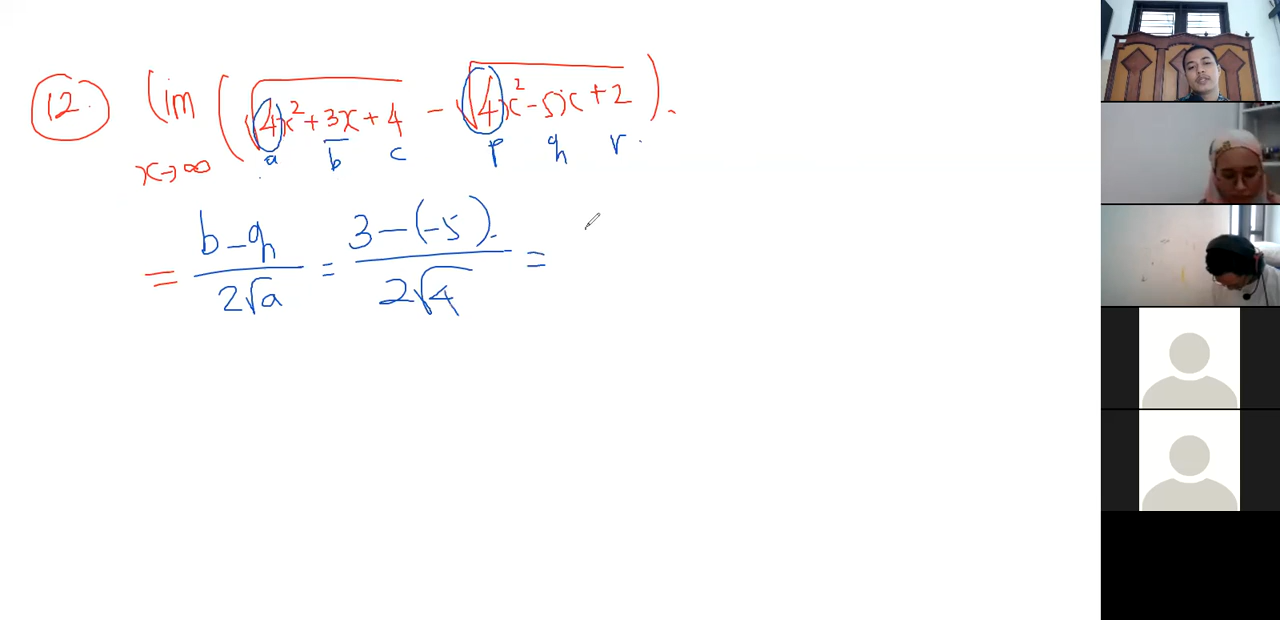 12. lim x→∞ (√(4x² + 3x + 4) - √(4x² - 5x + 2)).
a b c p q r.
= b - q / 2√a = 3 - (-5). / 2√4 =